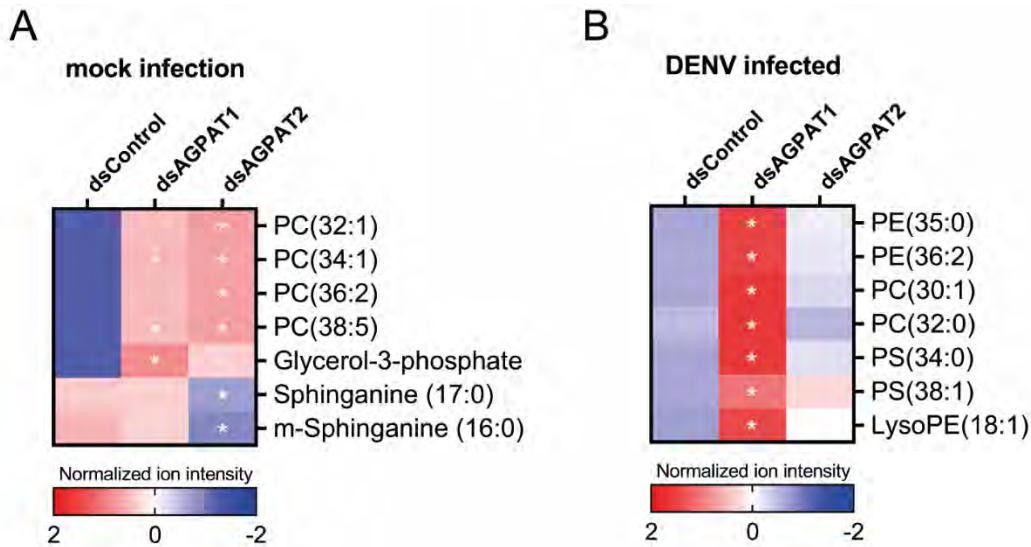 A
mock infection
dsControl
dsAGPAT1
dsAGPAT2
* PC(32:1)
* * PC(34:1)
* PC(36:2)
* * PC(38:5)
* Glycerol-3-phosphate
* Sphinganine (17:0)
* m-Sphinganine (16:0)
Normalized ion intensity
2 0 -2
B
DENV infected
dsControl
dsAGPAT1
dsAGPAT2
* PE(35:0)
* PE(36:2)
* PC(30:1)
* PC(32:0)
* PS(34:0)
* PS(38:1)
* LysoPE(18:1)
Normalized ion intensity
2 0 -2